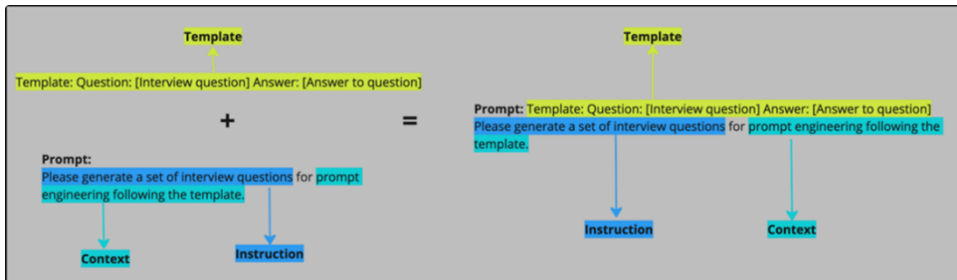 Template
Template: Question: [Interview question] Answer: [Answer to question]
+
=
Prompt:
Please generate a set of interview questions for prompt
engineering following the template.
Context
Instruction
Template
Prompt: Template: Question: [Interview question] Answer: [Answer to question]
Please generate a set of interview questions for prompt engineering following the
template.
Instruction
Context